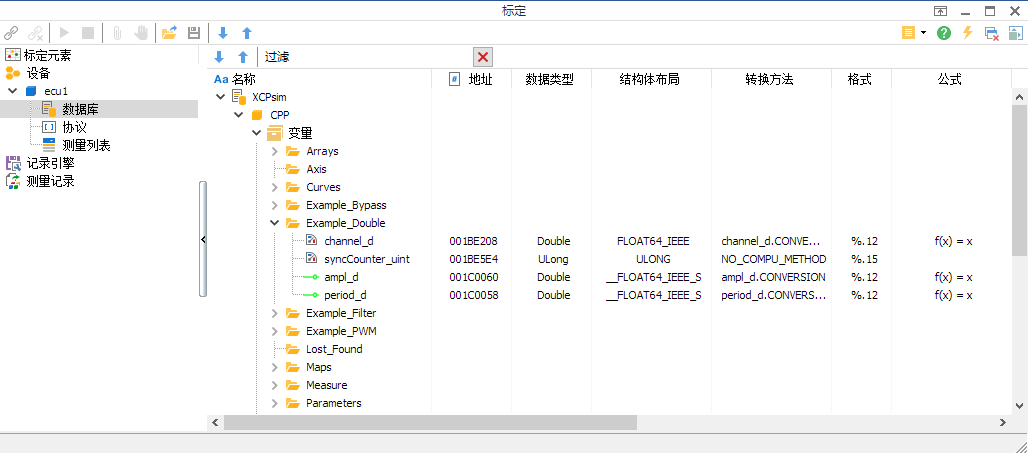 标定
过滤
标定元素
设备
ecu1
数据库
协议
测量列表
记录引擎
测量记录
Aa 名称 # 地址 数据类型 结构体布局 转换方法 格式 公式
XCPsim
CPP
变量
Arrays
Axis
Curves
Example_Bypass
Example_Double
channel_d 001BE208 Double FLOAT64_IEEE channel_d.CONVE... %.12 f(x) = x
syncCounter_uint 001BE5E4 ULong ULONG NO_COMPU_METHOD %.15
ampl_d 001C0060 Double __FLOAT64_IEEE_S ampl_d.CONVERSION %.12 f(x) = x
period_d 001C0058 Double __FLOAT64_IEEE_S period_d.CONVERS... %.12 f(x) = x
Example_Filter
Example_PWM
Lost_Found
Maps
Measure
Parameters